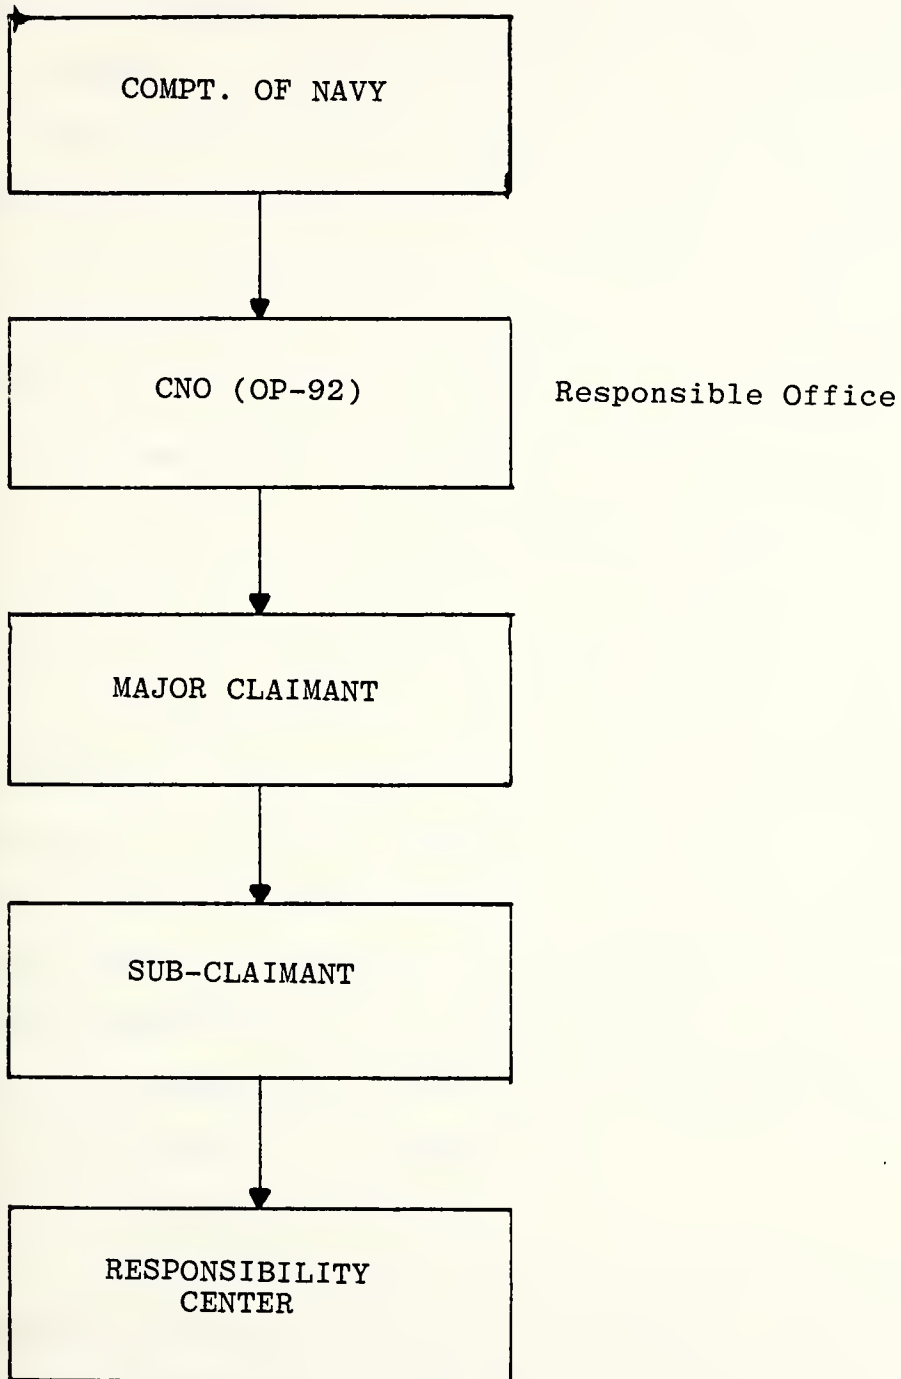 COMPT. OF NAVY
CNO (OP-92)
Responsible Office
MAJOR CLAIMANT
SUB-CLAIMANT
RESPONSIBILITY
CENTER